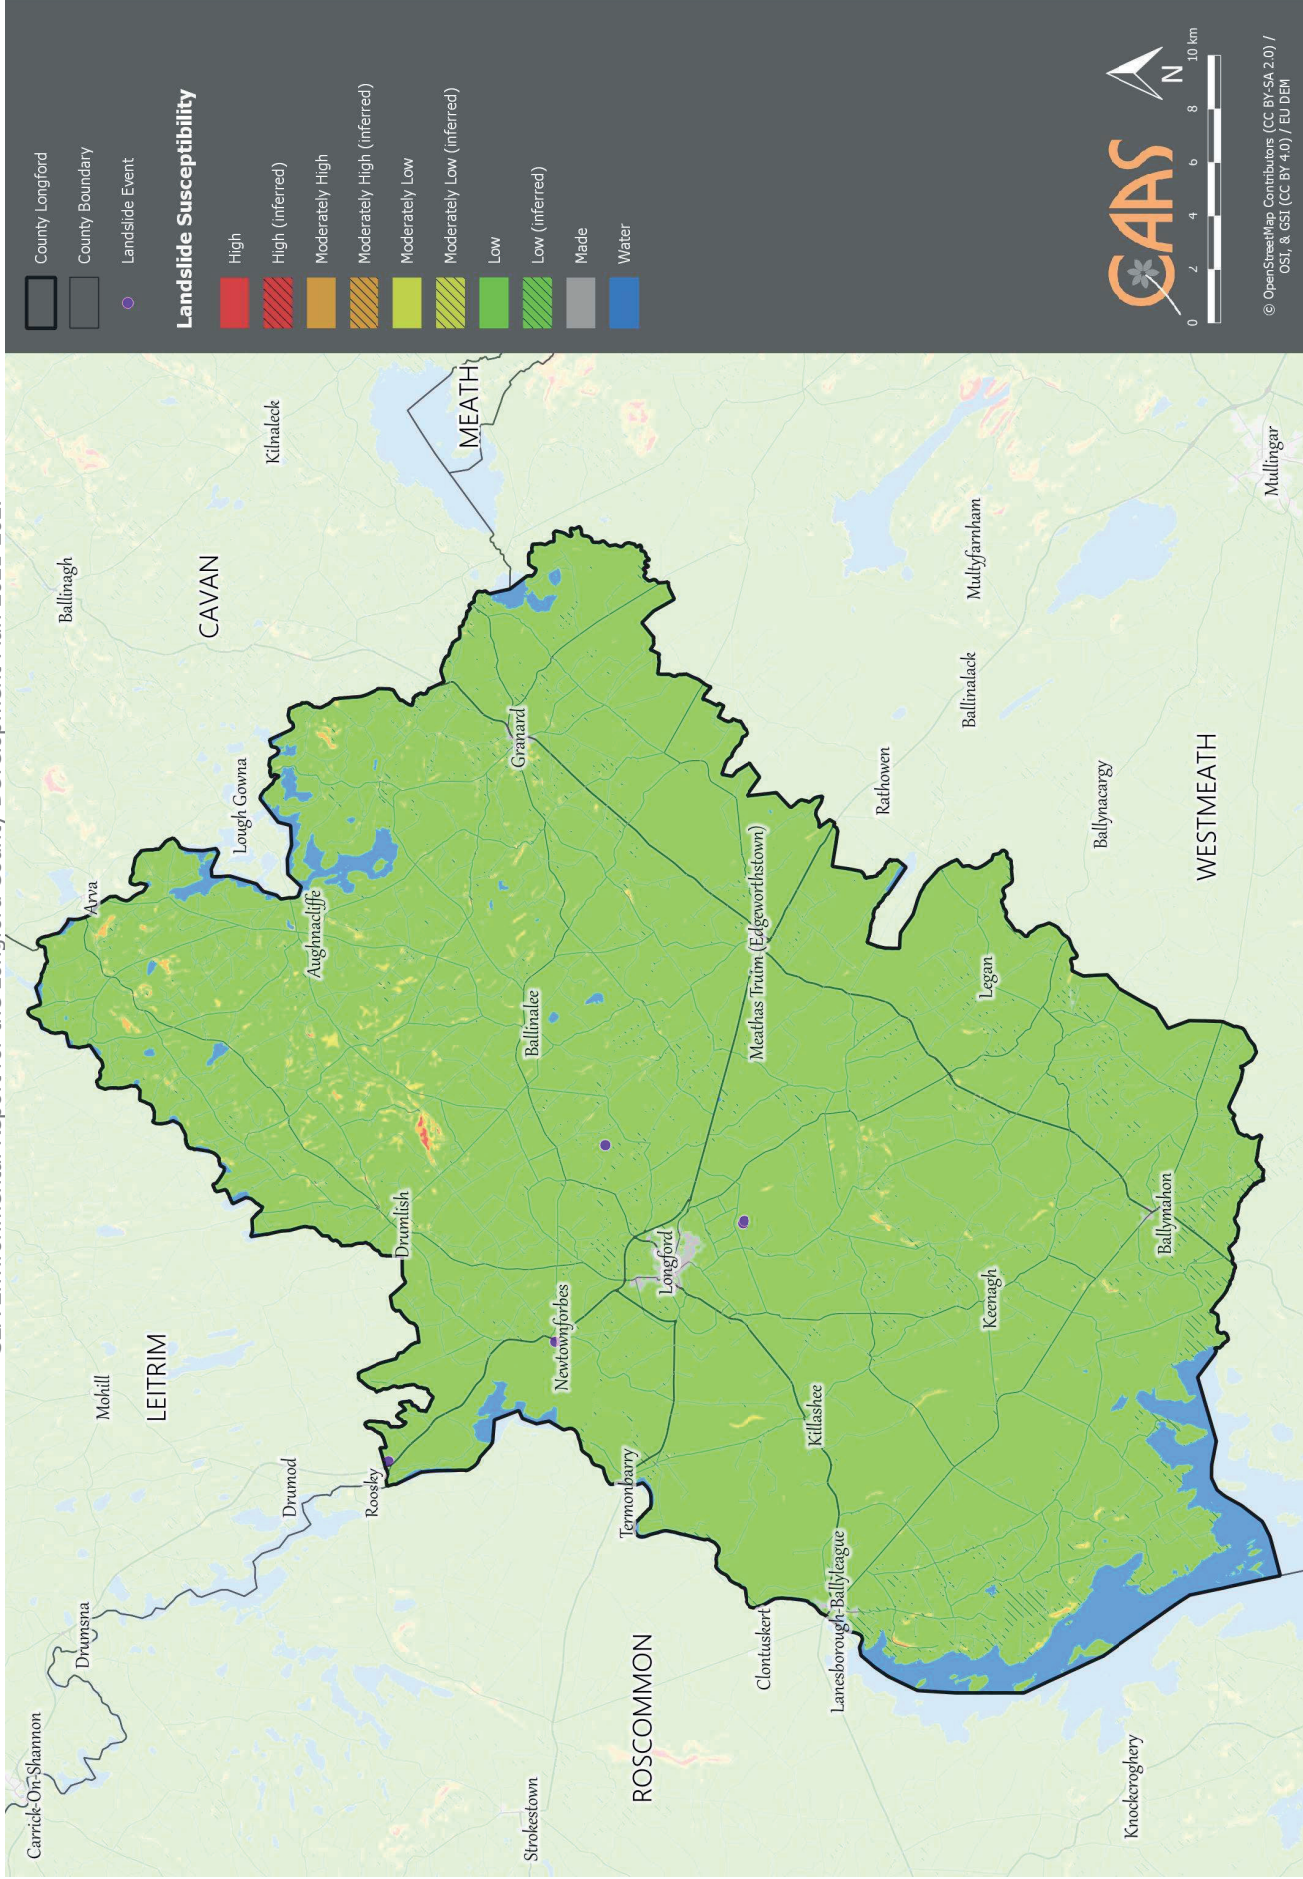 County Longford
County Boundary
Landslide Event
Landslide Susceptibility
High
High (inferred)
Moderately High
Moderately High (inferred)
Moderately Low
Moderately Low (inferred)
Low
Low (inferred)
Made
Water
CAAS
N
0 2 4 6 8 10 km
© OpenStreetMap Contributors (CC BY-SA 2.0) /
OSI, & GSI (CC BY 4.0) / EU DEM
Carrick-On-Shannon
Drumsna
Mohill
Arva
Ballinagh
LEITRIM
CAVAN
Drumod
Lough Gowna
Kilnaleck
Roosky
Drumlish
Aughnacliffe
MEATH
Strokestown
Newtownforbes
Ballinalee
Granard
ROSCOMMON
Termonbarry
Longford
Clontuskert
Meathas Truim (Edgeworthstown)
Lanesborough-Ballyleague
Killashee
Rathowen
Keenagh
Legan
Ballinalack
Multyfarnham
Knockcroghery
Ballymahon
Ballynacargy
WESTMEATH
Mullingar